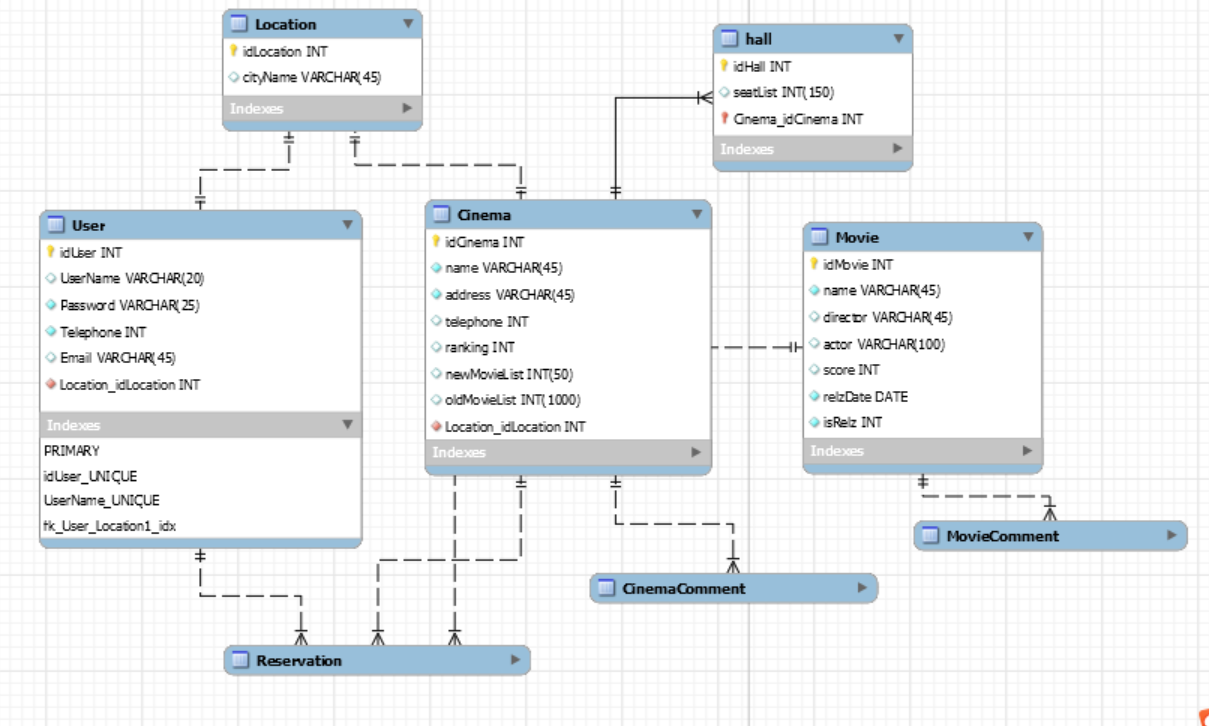 Location
idLocation INT
cityName VARCHAR(45)
Indexes
hall
idHall INT
seatList INT(150)
Cinema_idCinema INT
Indexes
User
idUser INT
UserName VARCHAR(20)
Password VARCHAR(25)
Telephone INT
Email VARCHAR(45)
Location_idLocation INT
Indexes
PRIMARY
idUser_UNIQUE
UserName_UNIQUE
fk_User_Location1_idx
Cinema
idCinema INT
name VARCHAR(45)
address VARCHAR(45)
telephone INT
ranking INT
newMovieList INT(50)
oldMovieList INT(1000)
Location_idLocation INT
Indexes
Movie
idMovie INT
name VARCHAR(45)
director VARCHAR(45)
actor VARCHAR(100)
score INT
relzDate DATE
isRelz INT
Indexes
MovieComment
CinemaComment
Reservation